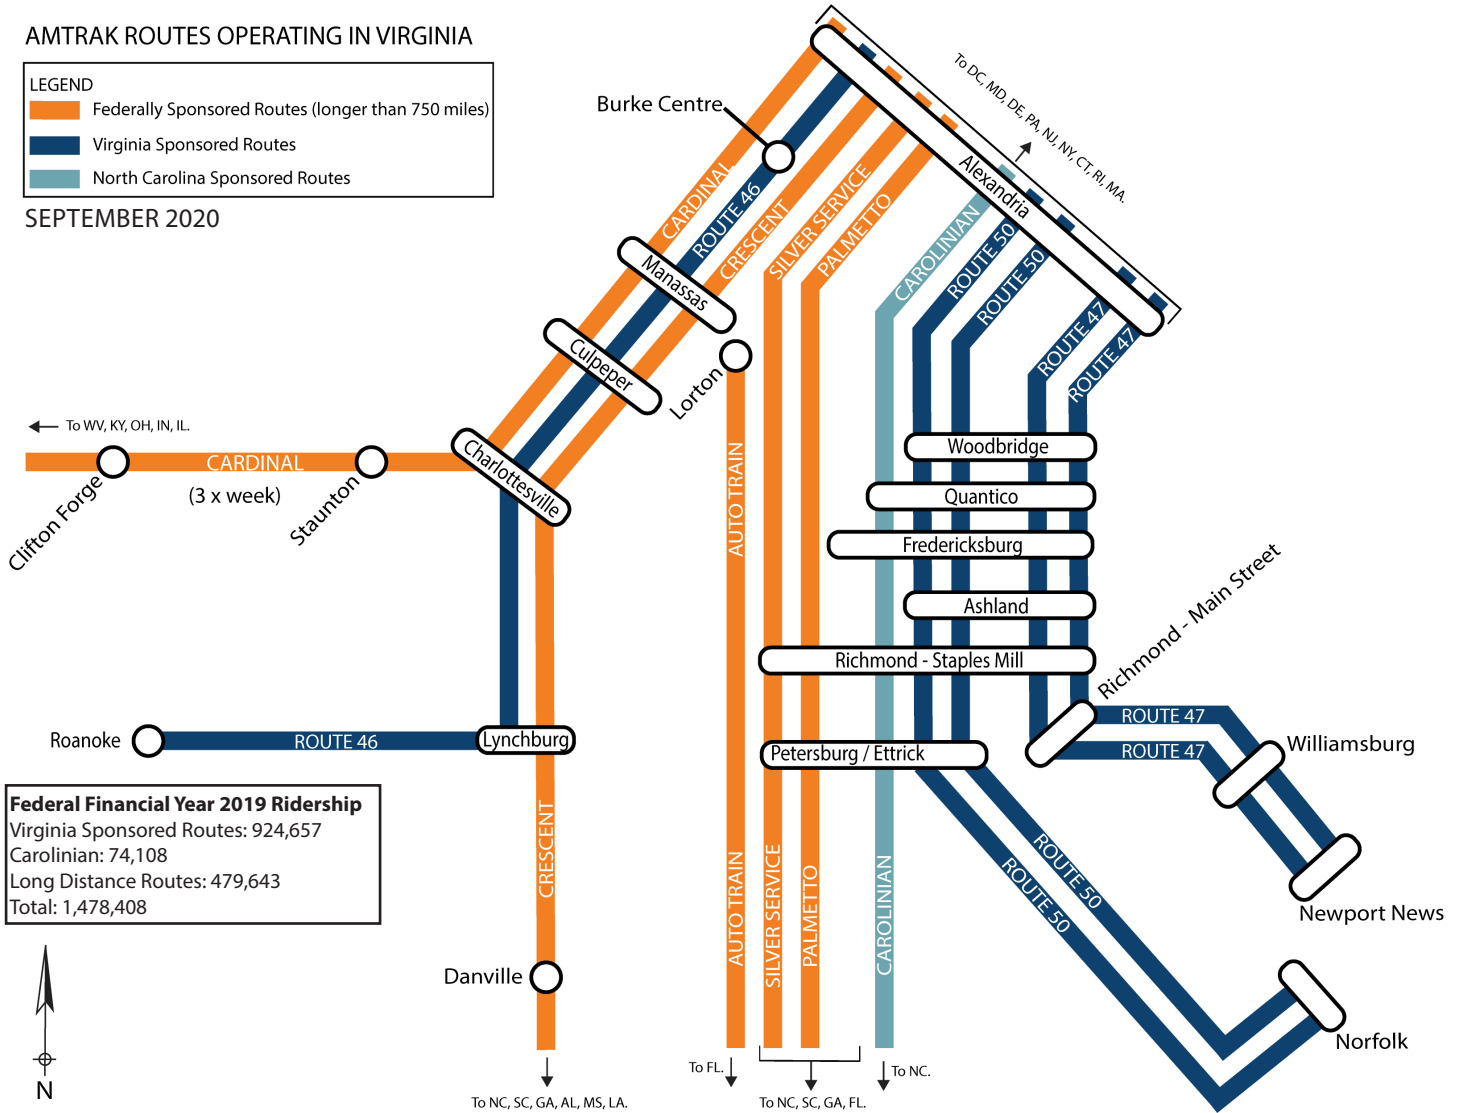 AMTRAK ROUTES OPERATING IN VIRGINIA
LEGEND
Federally Sponsored Routes (longer than 750 miles)
Virginia Sponsored Routes
North Carolina Sponsored Routes
SEPTEMBER 2020
To DC, MD, DE, PA, NJ, NY, CT, RI, MA.
Burke Centre
Alexandria
CARDINAL
ROUTE 46
CRESCENT
SILVER SERVICE
PALMETTO
CAROLINIAN
ROUTE 50
ROUTE 50
ROUTE 47
ROUTE 47
Manassas
Culpeper
Lorton
Charlottesville
To WV, KY, OH, IN, IL.
CARDINAL
(3 x week)
Clifton Forge
Staunton
AUTO TRAIN
Woodbridge
Quantico
Fredericksburg
Ashland
Richmond - Staples Mill
Richmond - Main Street
Roanoke
ROUTE 46
Lynchburg
Petersburg / Ettrick
ROUTE 47
ROUTE 47
Williamsburg
Newport News
Federal Financial Year 2019 Ridership
Virginia Sponsored Routes: 924,657
Carolinian: 74,108
Long Distance Routes: 479,643
Total: 1,478,408
CRESCENT
AUTO TRAIN
SILVER SERVICE
PALMETTO
CAROLINIAN
ROUTE 50
ROUTE 50
Danville
Norfolk
N
To NC, SC, GA, AL, MS, LA.
To FL.
To NC, SC, GA, FL.
To NC.